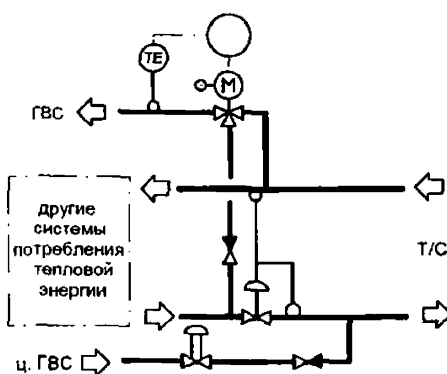 TE
M
ГВС
другие
системы
потребления
тепловой
энергии
Т/С
ц. ГВС